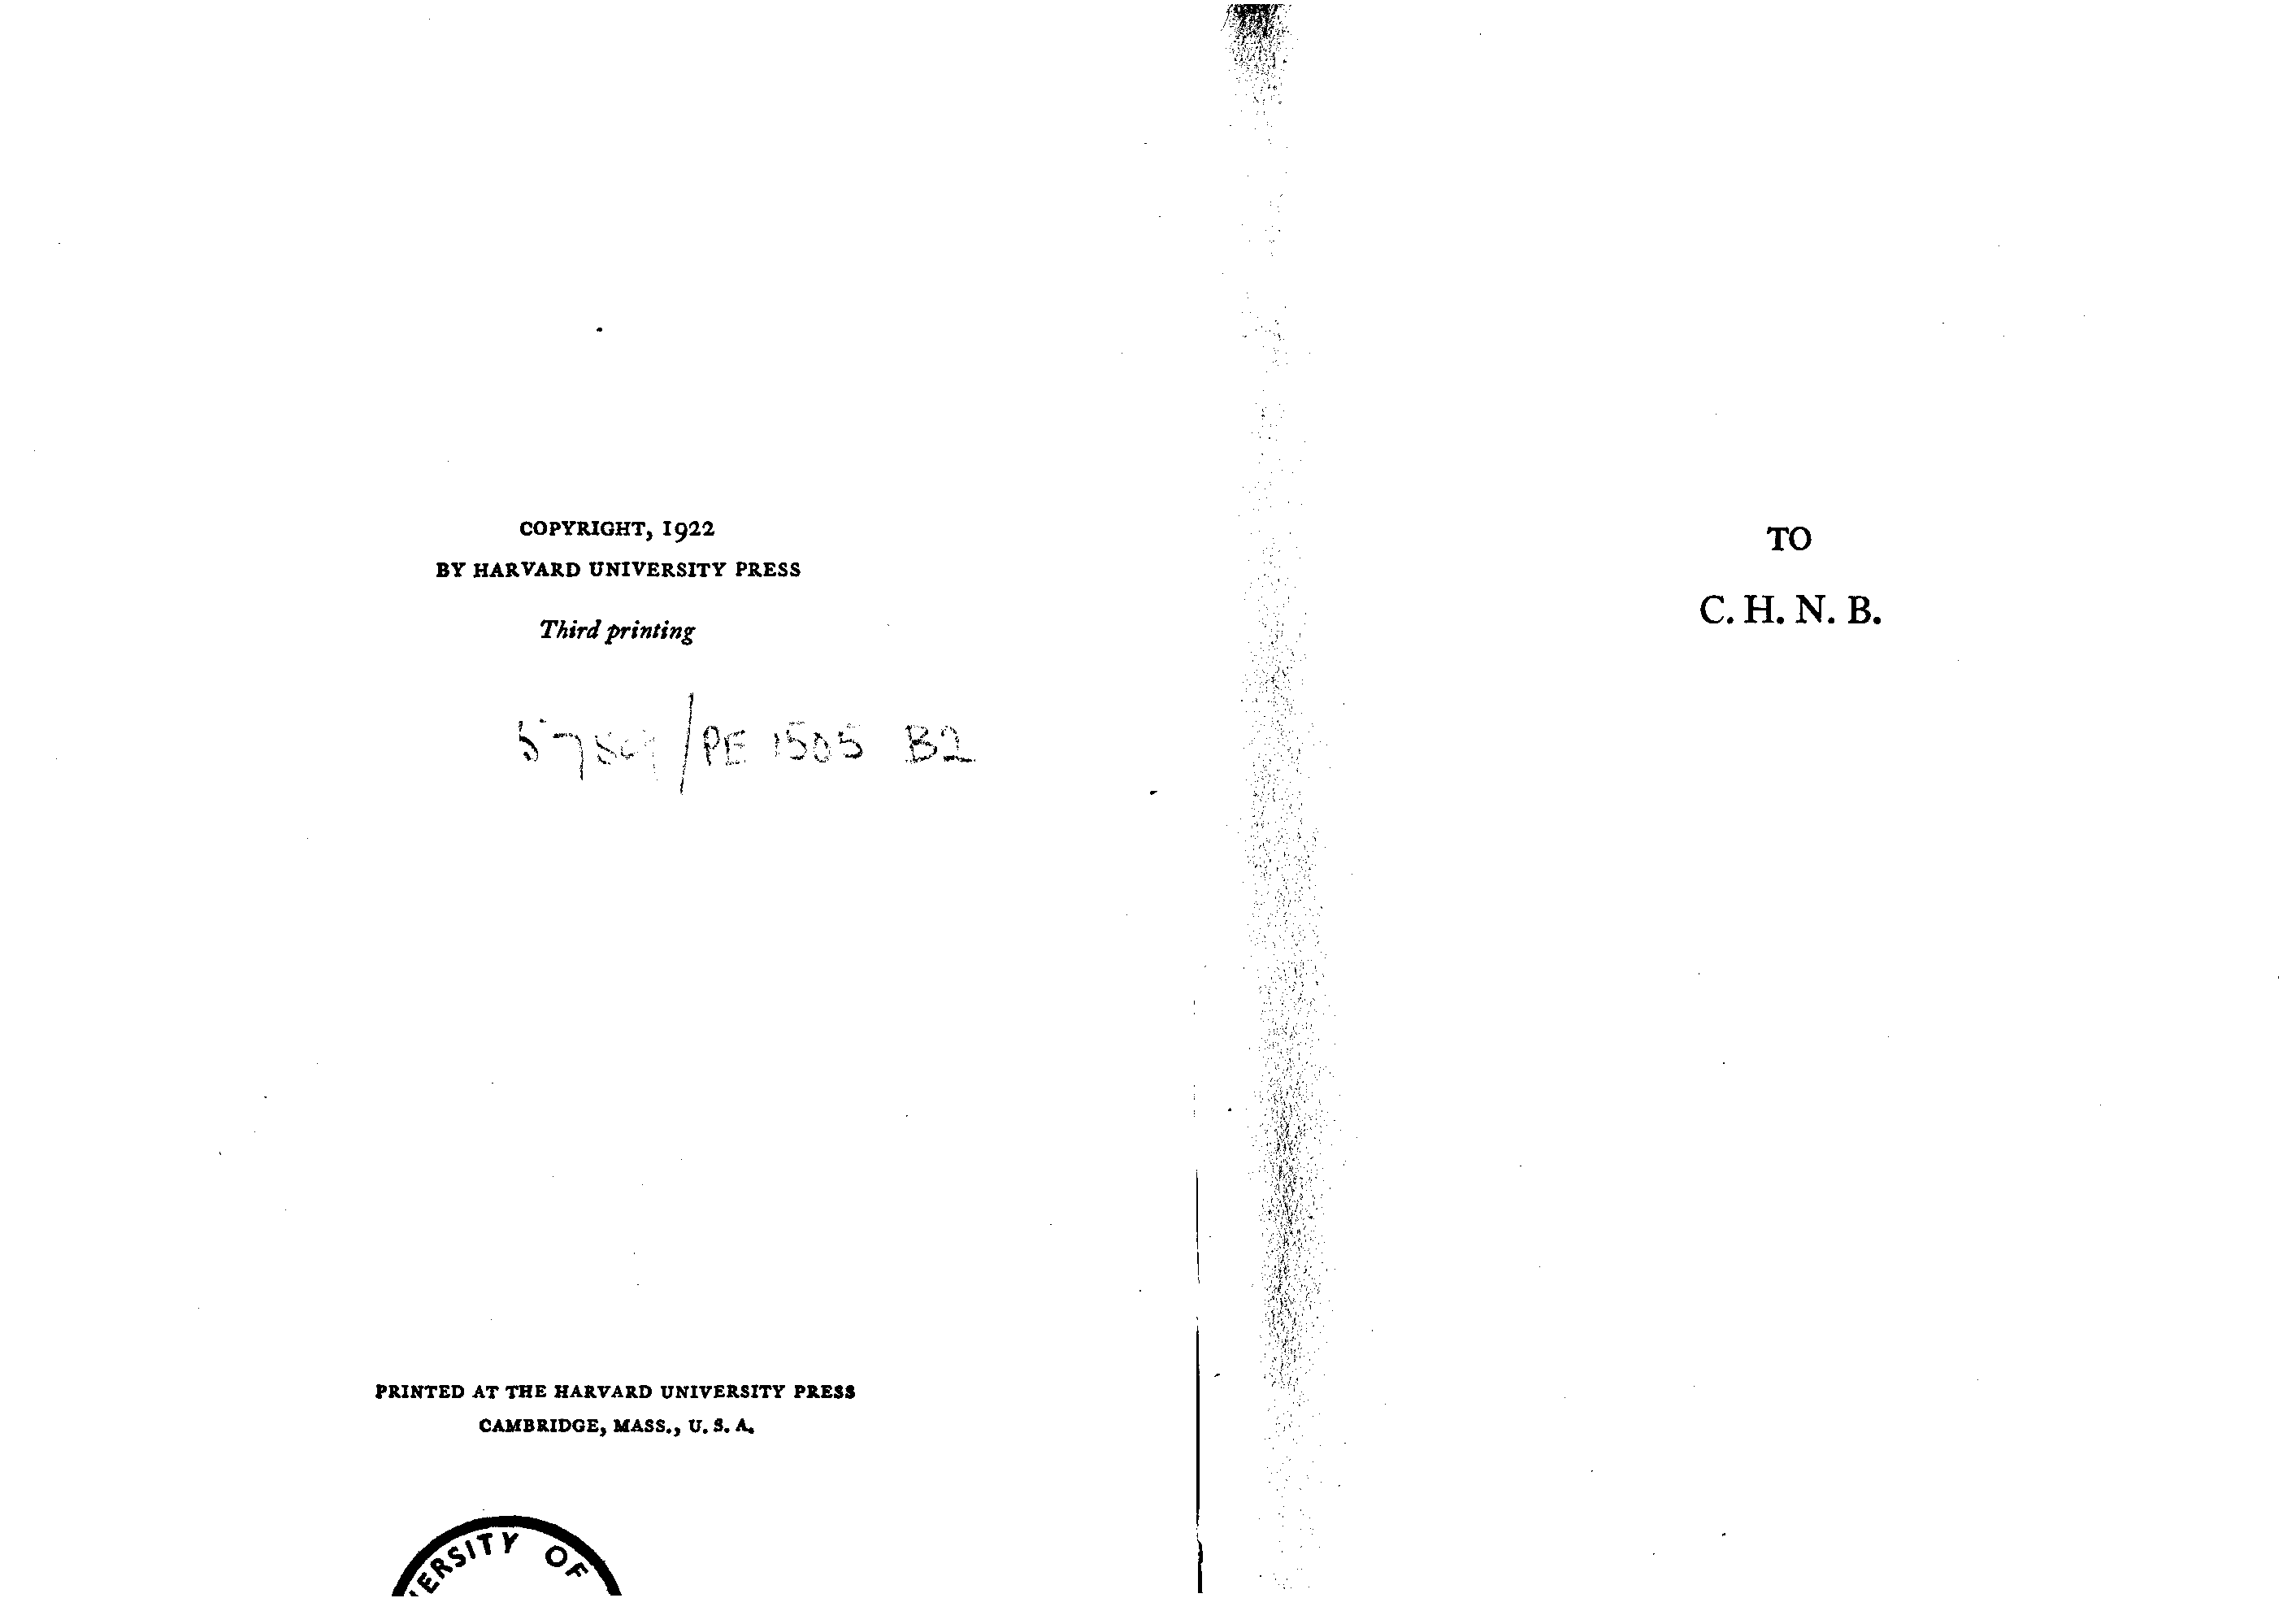 COPYRIGHT, 1922
BY HARVARD UNIVERSITY PRESS
Third printing
/PE 1505 B2
PRINTED AT THE HARVARD UNIVERSITY PRESS
CAMBRIDGE, MASS., U. S. A.
ERSITY OF
TO
C. H. N. B.